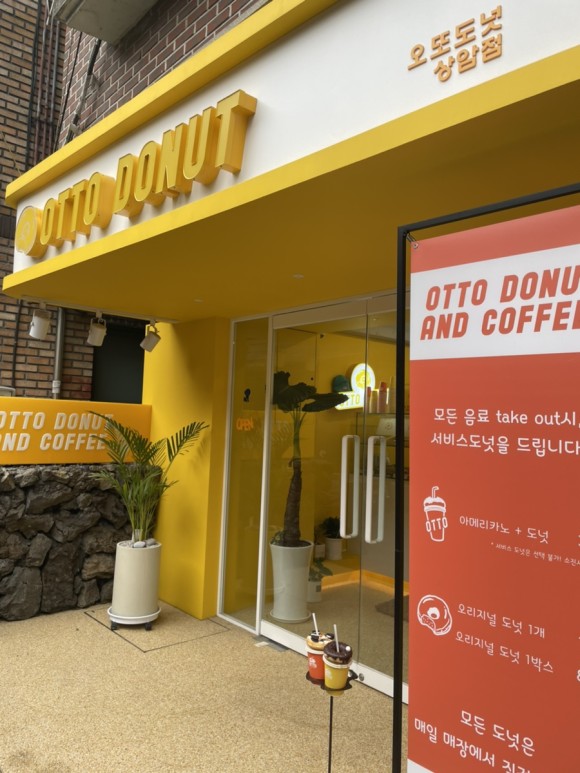 오또도넛
상암점
OTTO DONUT
OTTO DONUT
AND COFFEE
OPEN
OTTO DONU
AND COFFEE
모든 음료 take out시,
서비스도넛을 드립니다
OTTO
아메리카노 + 도넛
오리지널 도넛 1개
오리지널 도넛 1박스
모든 도넛은
매일 매장에서